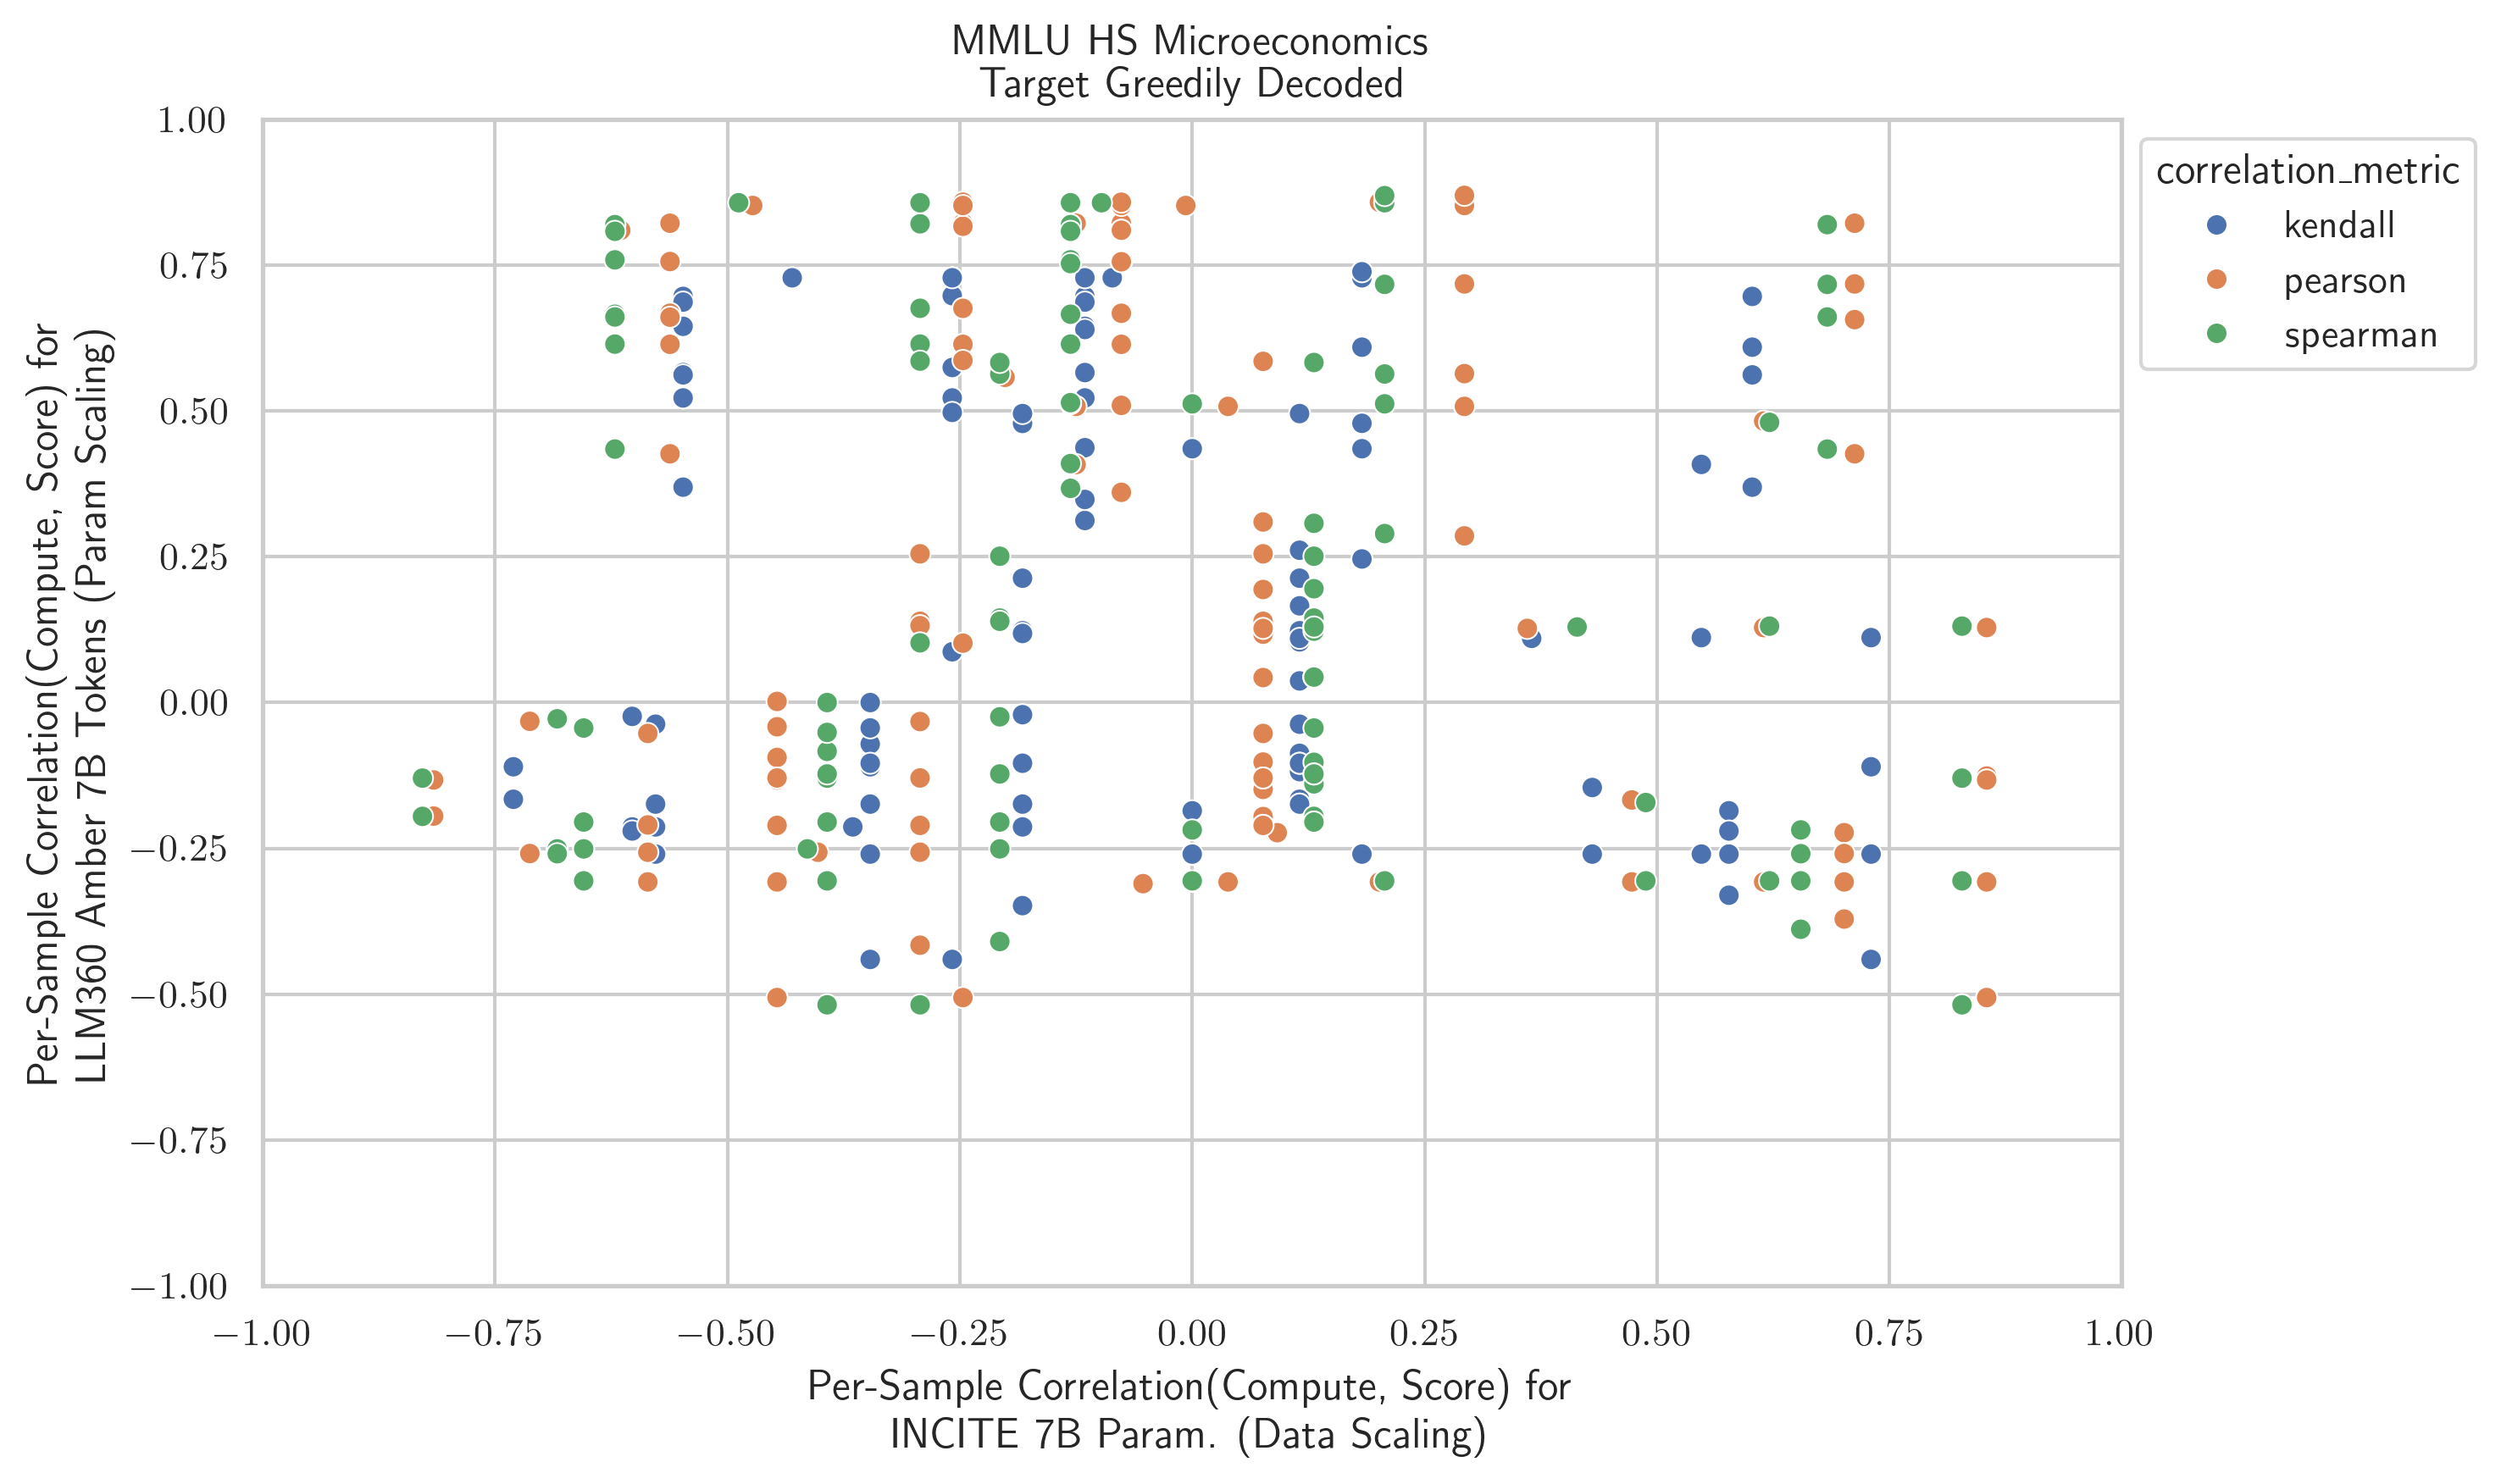 MMLU HS Microeconomics
Target Greedily Decoded
Per-Sample Correlation(Compute, Score) for
LLM360 Amber 7B Tokens (Param Scaling)
1.00
0.75
0.50
0.25
0.00
−0.25
−0.50
−0.75
−1.00
−1.00 −0.75 −0.50 −0.25 0.00 0.25 0.50 0.75 1.00
Per-Sample Correlation(Compute, Score) for
INCITE 7B Param. (Data Scaling)
correlation_metric
kendall
pearson
spearman